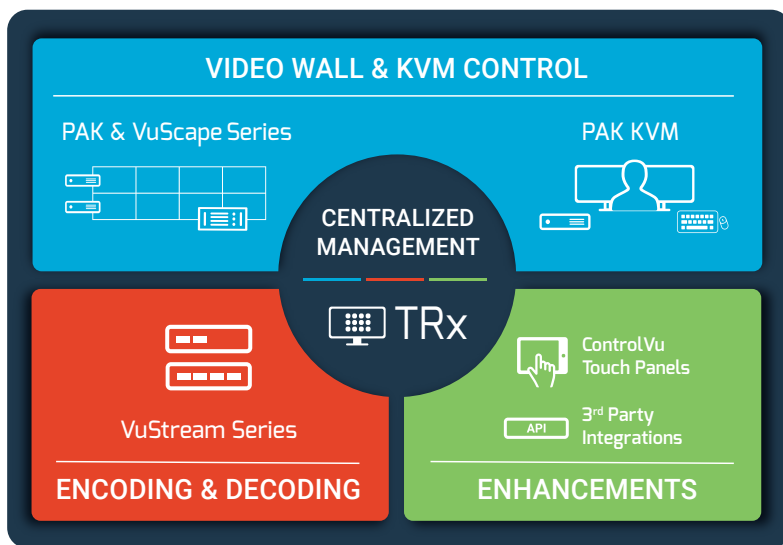 VIDEO WALL & KVM CONTROL
PAK & VuScape Series
PAK KVM
CENTRALIZED
MANAGEMENT
TRx
VuStream Series
ENCODING & DECODING
ControlVu
Touch Panels
API
3rd Party
Integrations
ENHANCEMENTS